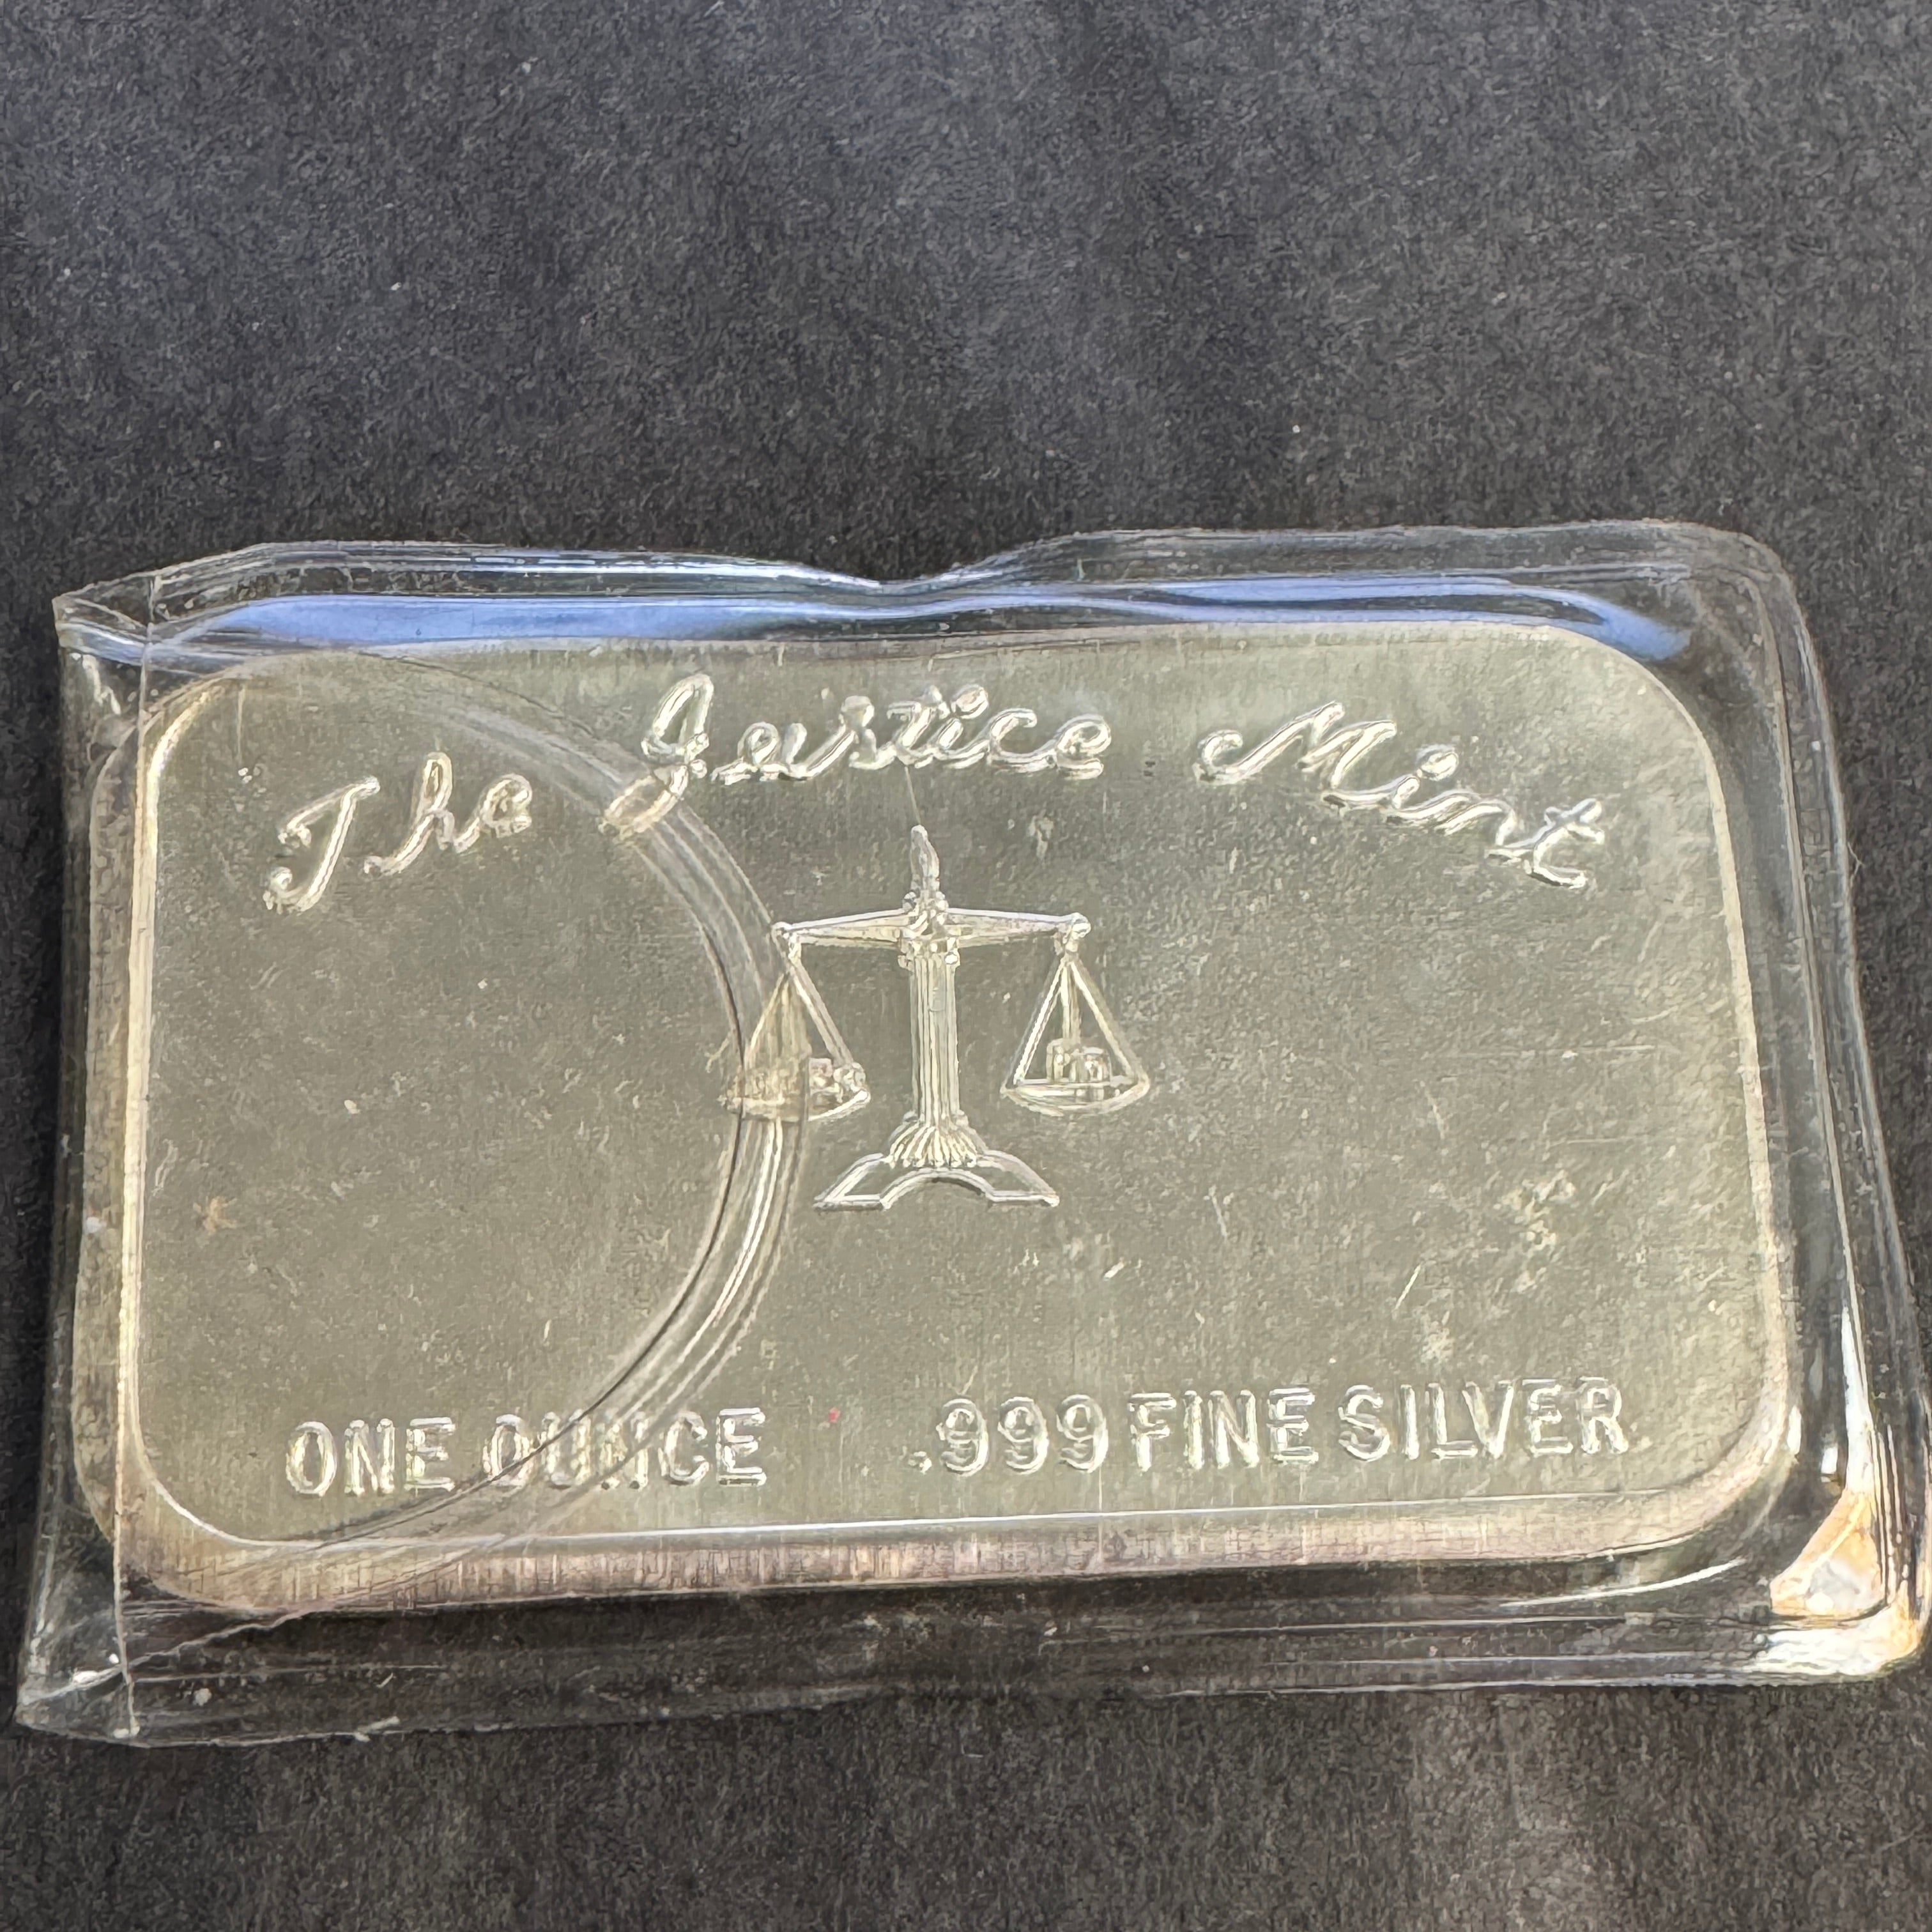 The Justice Mint
ONE OUNCE .999 FINE SILVER